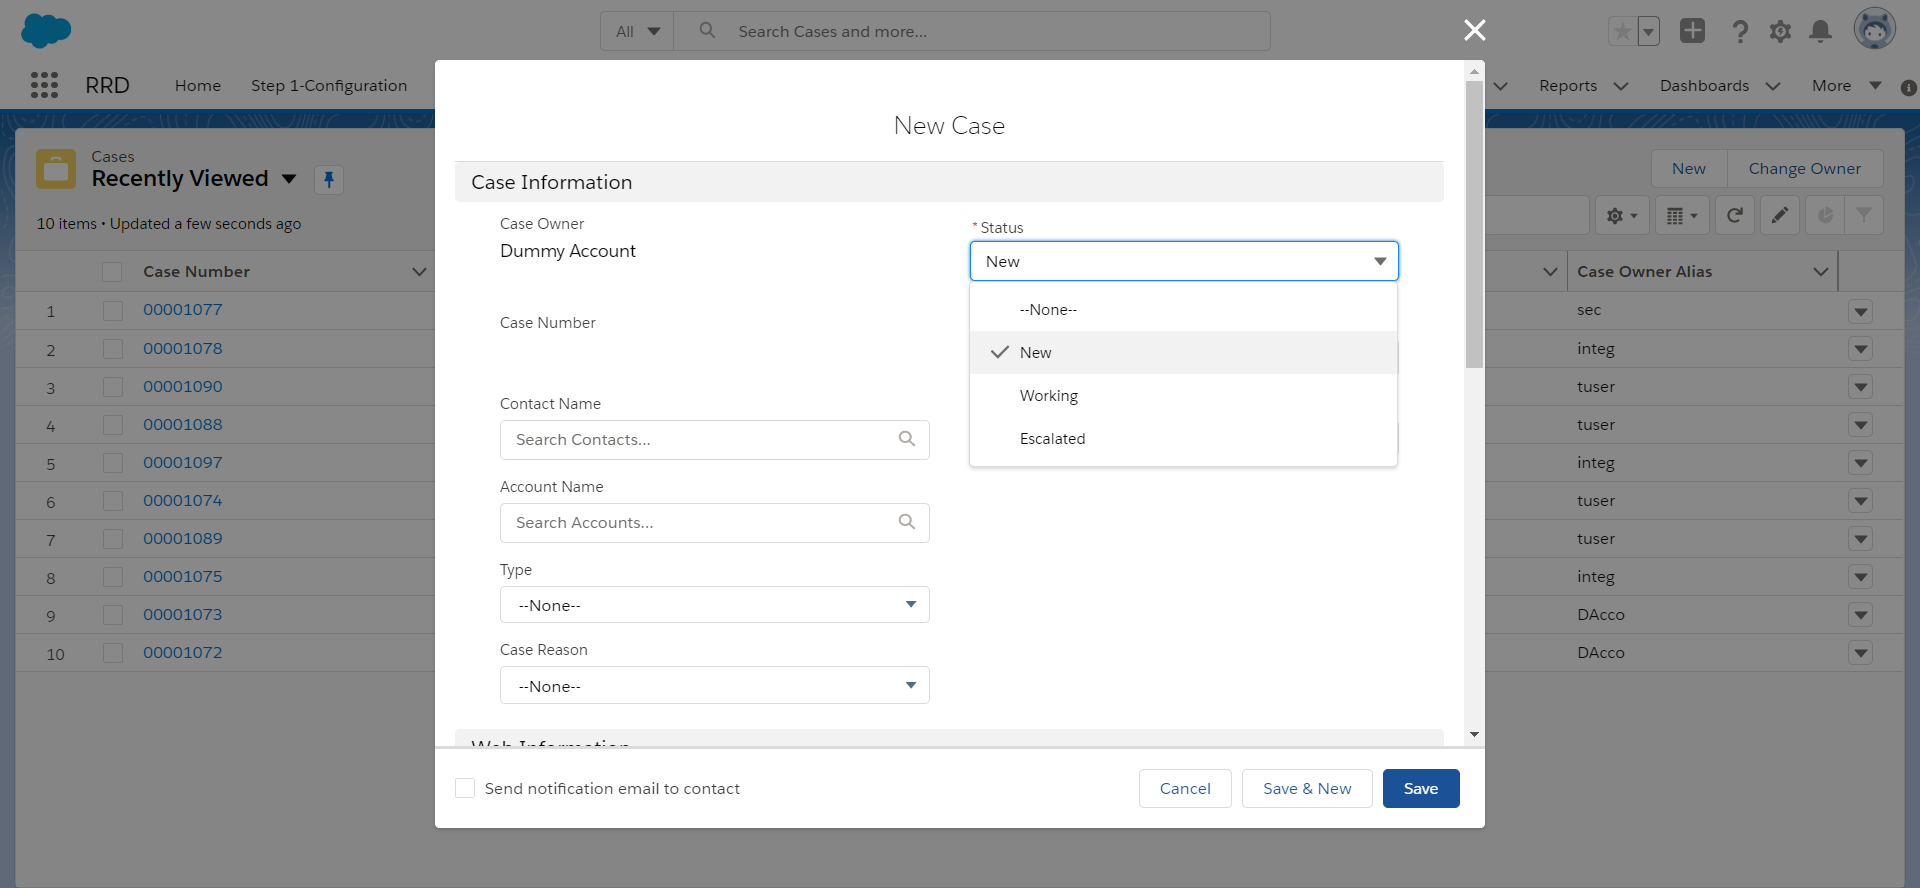 All Search Cases and more...
RRD Home Step 1-Configuration Reports Dashboards More
New Case
Cases
Recently Viewed
New Change Owner
10 items • Updated a few seconds ago
Case Information
Case Owner
Dummy Account
* Status
New
--None--
New
Working
Escalated
Case Number
Contact Name
Search Contacts...
Account Name
Search Accounts...
Type
--None--
Case Reason
--None--
Web Information
Send notification email to contact
Cancel Save & New Save
Case Number Case Owner Alias
1 00001077 sec
2 00001078 integ
3 00001090 tuser
4 00001088 tuser
5 00001097 integ
6 00001074 tuser
7 00001089 tuser
8 00001075 integ
9 00001073 DAcco
10 00001072 DAcco